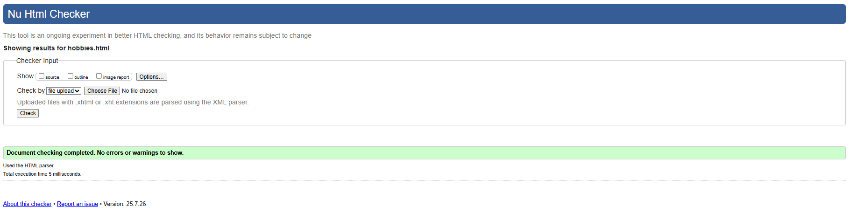 Nu Html Checker
This tool is an ongoing experiment in better HTML checking, and its behavior remains subject to change
Showing results for hobbies.html
Checker Input
Show source outline image report Options...
Check by file upload Choose File No file chosen
Uploaded files with .xhtml or .xht extensions are parsed using the XML parser.
Check
Document checking completed. No errors or warnings to show.
Used the HTML parser.
Total execution time 5 milliseconds.
About this checker • Report an issue • Version: 25.7.26